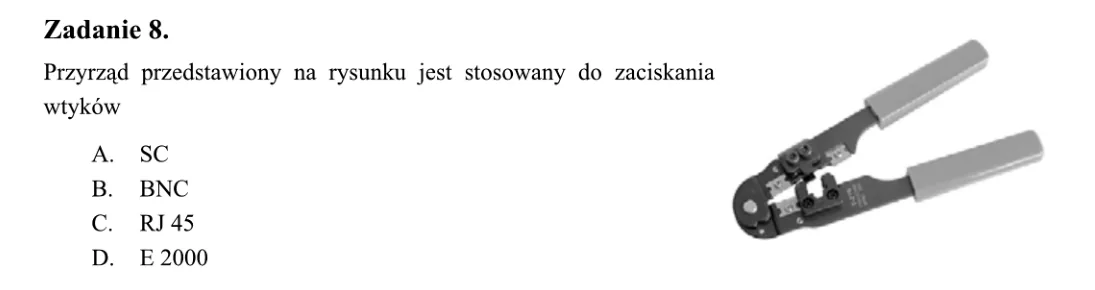 Zadanie 8.
Przyrząd przedstawiony na rysunku jest stosowany do zaciskania
wtyków
A. SC
B. BNC
C. RJ 45
D. E 2000